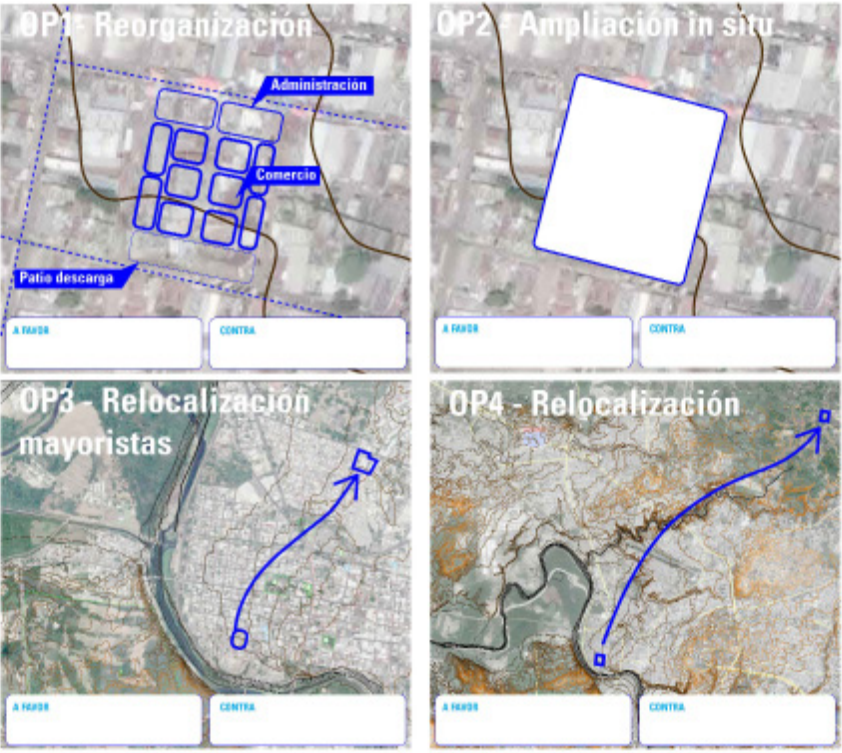 OP1- Reorganización
Administración
Comercio
Patio descarga
A FAVOR
CONTRA
OP2 - Ampliación in situ
A FAVOR
CONTRA
OP3 - Relocalización
mayoristas
A FAVOR
CONTRA
OP4 - Relocalización
A FAVOR
CONTRA